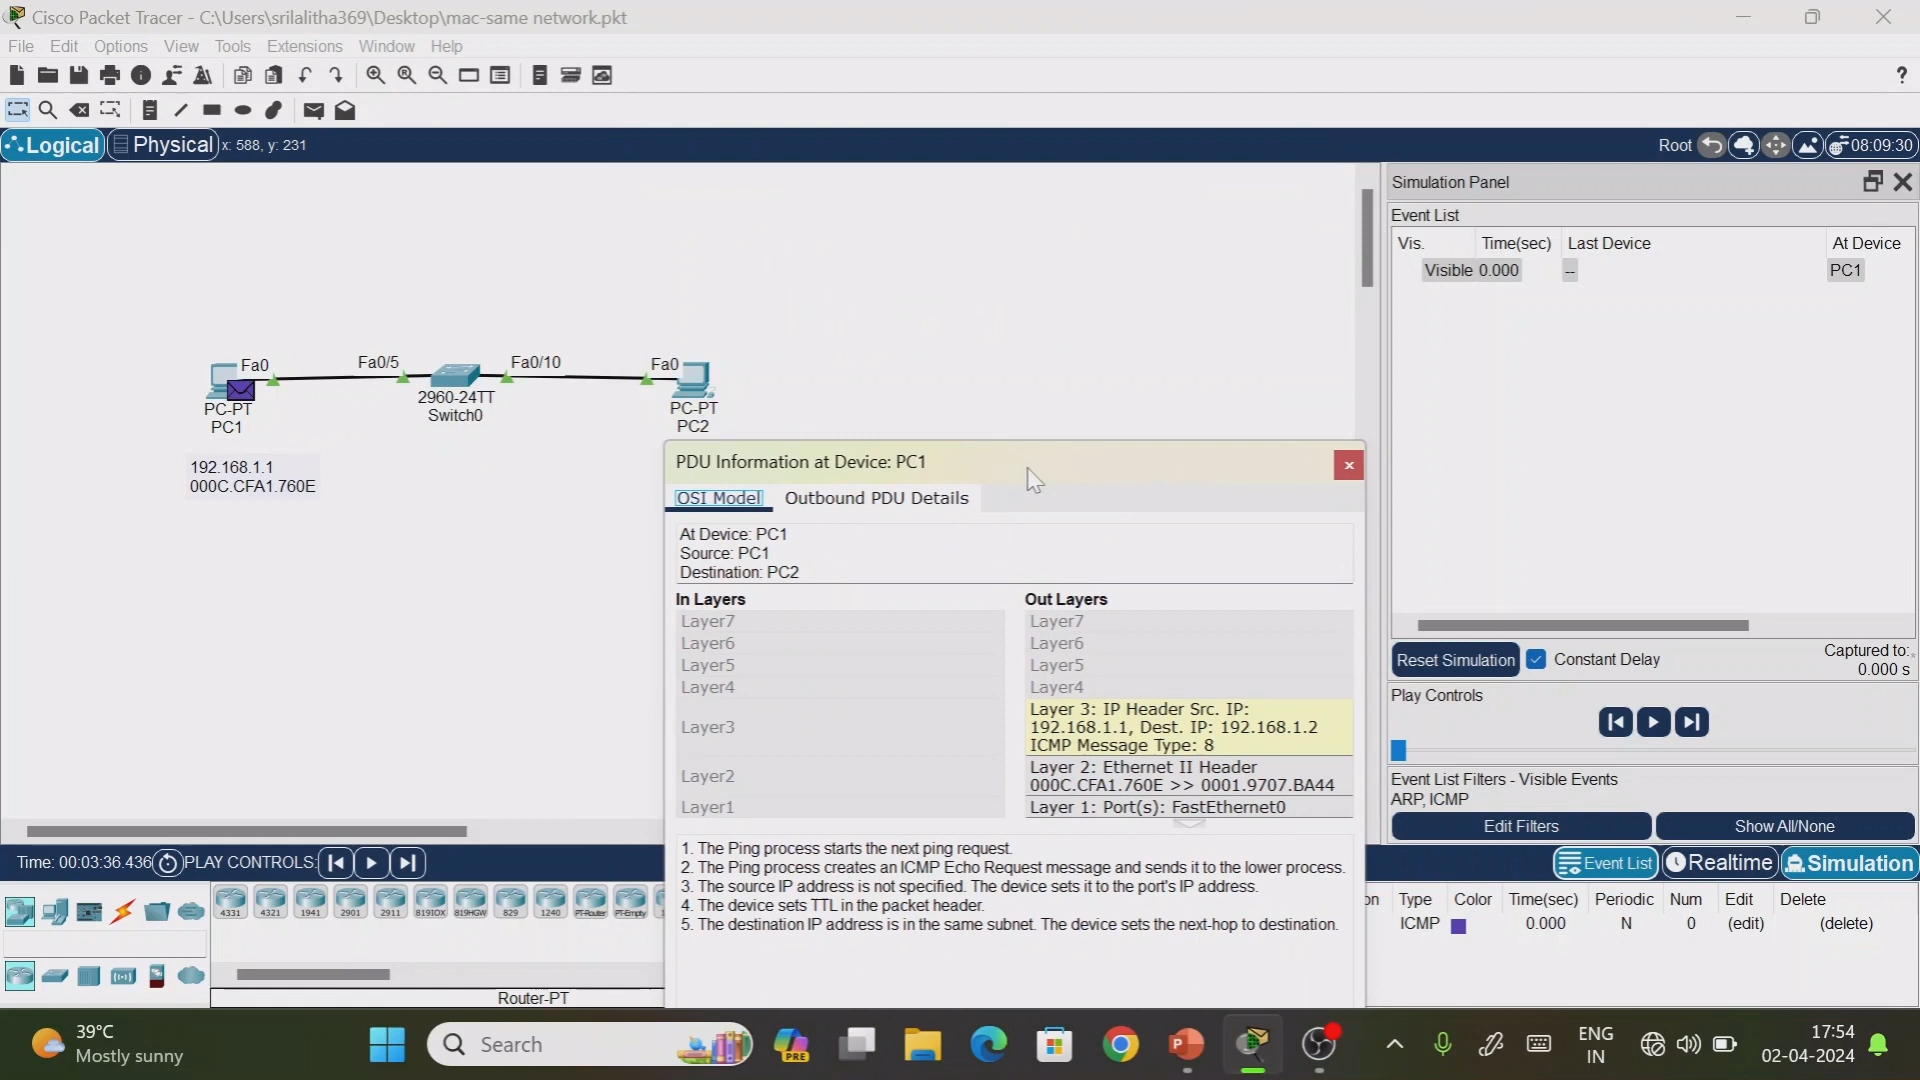 Cisco Packet Tracer - C:\Users\srilalitha369\Desktop\mac-same network.pkt
File Edit Options View Tools Extensions Window Help
?
Logical Physical x: 588, y: 231
Root 08:09:30
Simulation Panel
Event List
Vis. Time(sec) Last Device At Device
Visible 0.000 -- PC1
Fa0 Fa0/5 Fa0/10 Fa0
PC-PT
PC1
2960-24TT
Switch0
PC-PT
PC2
192.168.1.1
000C.CFA1.760E
PDU Information at Device: PC1
OSI Model Outbound PDU Details
At Device: PC1
Source: PC1
Destination: PC2
In Layers
Layer7
Layer6
Layer5
Layer4
Layer3
Layer2
Layer1
Out Layers
Layer7
Layer6
Layer5
Layer4
Layer 3: IP Header Src. IP:
192.168.1.1, Dest. IP: 192.168.1.2
ICMP Message Type: 8
Layer 2: Ethernet II Header
000C.CFA1.760E >> 0001.9707.BA44
Layer 1: Port(s): FastEthernet0
1. The Ping process starts the next ping request.
2. The Ping process creates an ICMP Echo Request message and sends it to the lower process.
3. The source IP address is not specified. The device sets it to the port's IP address.
4. The device sets TTL in the packet header.
5. The destination IP address is in the same subnet. The device sets the next-hop to destination.
Reset Simulation Constant Delay
Captured to:
0.000 s
Play Controls
Event List Filters - Visible Events
ARP, ICMP
Edit Filters Show All/None
Time: 00:03:36.436 PLAY CONTROLS:
Event List Realtime Simulation
4331 4321 1941 2901 2911 819IOX 819HGW 829 1240 PT-Router PT-Empty
Router-PT
on Type Color Time(sec) Periodic Num Edit Delete
ICMP 0.000 N 0 (edit) (delete)
39°C
Mostly sunny
Search
PRE
ENG
IN
17:54
02-04-2024